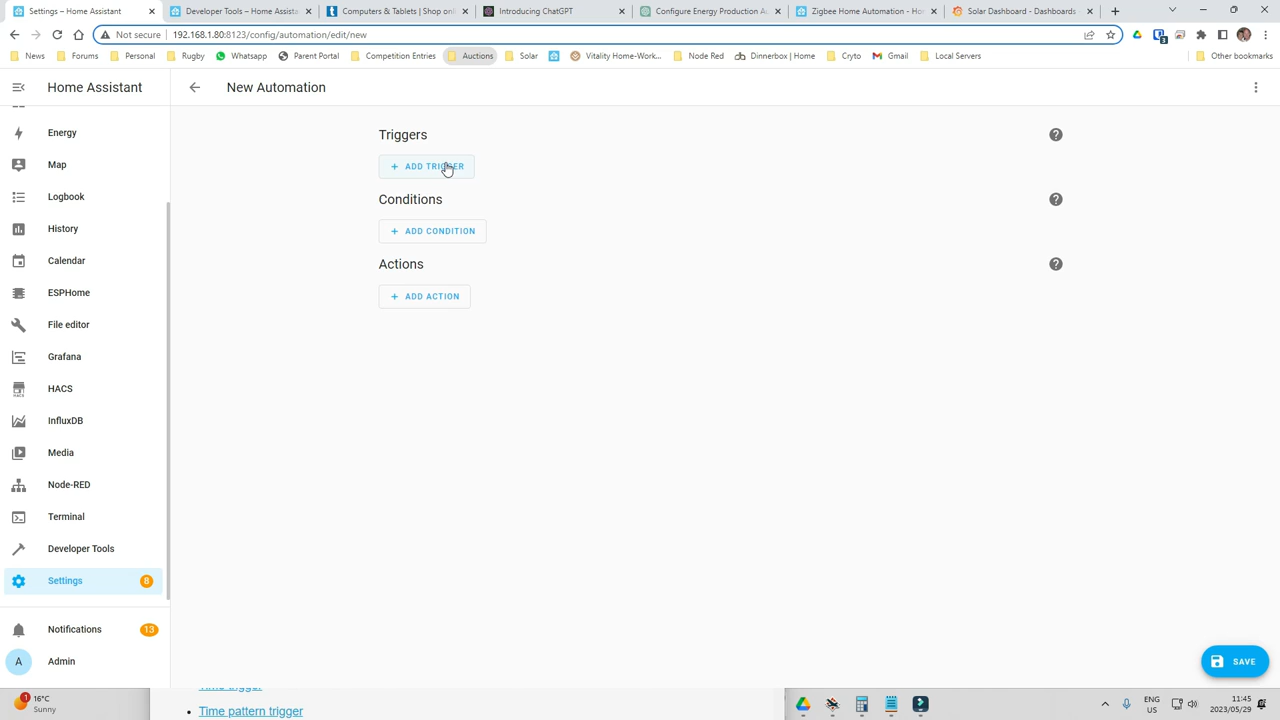 Settings – Home Assistant
Developer Tools – Home Assista
Computers & Tablets | Shop onl
Introducing ChatGPT
Configure Energy Production Au
Zigbee Home Automation - Hom
Solar Dashboard - Dashboards
Not secure | 192.168.1.80:8123/config/automation/edit/new
News
Forums
Personal
Rugby
Whatsapp
Parent Portal
Competition Entries
Auctions
Solar
Vitality Home-Work...
Node Red
Dinnerbox | Home
Cryto
Gmail
Local Servers
Other bookmarks
Home Assistant
New Automation
Energy
Map
Logbook
History
Calendar
ESPHome
File editor
Grafana
HACS
InfluxDB
Media
Node-RED
Terminal
Developer Tools
Settings 8
Notifications 13
A Admin
Triggers
+ ADD TRIGGER
Conditions
+ ADD CONDITION
Actions
+ ADD ACTION
SAVE
Time trigger
• Time pattern trigger
1
16°C
Sunny
ENG
US
11:45
2023/05/29